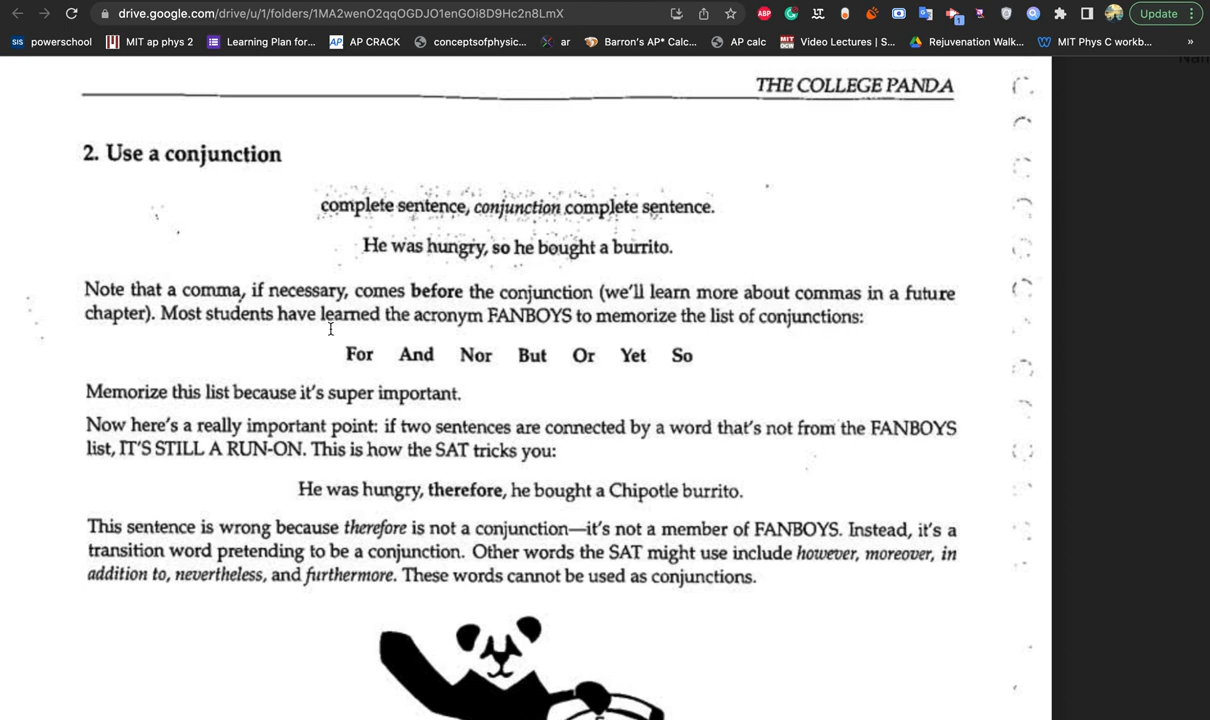 drive.google.com/drive/u/1/folders/1MA2wenO2qqOGDJO1enGOi8D9Hc2n8LmX
Update
powerschool
MIT ap phys 2
Learning Plan for...
AP CRACK
conceptsofphysic...
ar
Barron's AP* Calc...
AP calc
Video Lectures | S...
Rejuvenation Walk...
MIT Phys C workb...
»
THE COLLEGE PANDA
2. Use a conjunction
complete sentence, conjunction complete sentence.
He was hungry, so he bought a burrito.
Note that a comma, if necessary, comes before the conjunction (we'll learn more about commas in a future
chapter). Most students have learned the acronym FANBOYS to memorize the list of conjunctions:
For And Nor But Or Yet So
Memorize this list because it's super important.
Now here's a really important point: if two sentences are connected by a word that's not from the FANBOYS
list, IT'S STILL A RUN-ON. This is how the SAT tricks you:
He was hungry, therefore, he bought a Chipotle burrito.
This sentence is wrong because therefore is not a conjunction—it's not a member of FANBOYS. Instead, it's a
transition word pretending to be a conjunction. Other words the SAT might use include however, moreover, in
addition to, nevertheless, and furthermore. These words cannot be used as conjunctions.